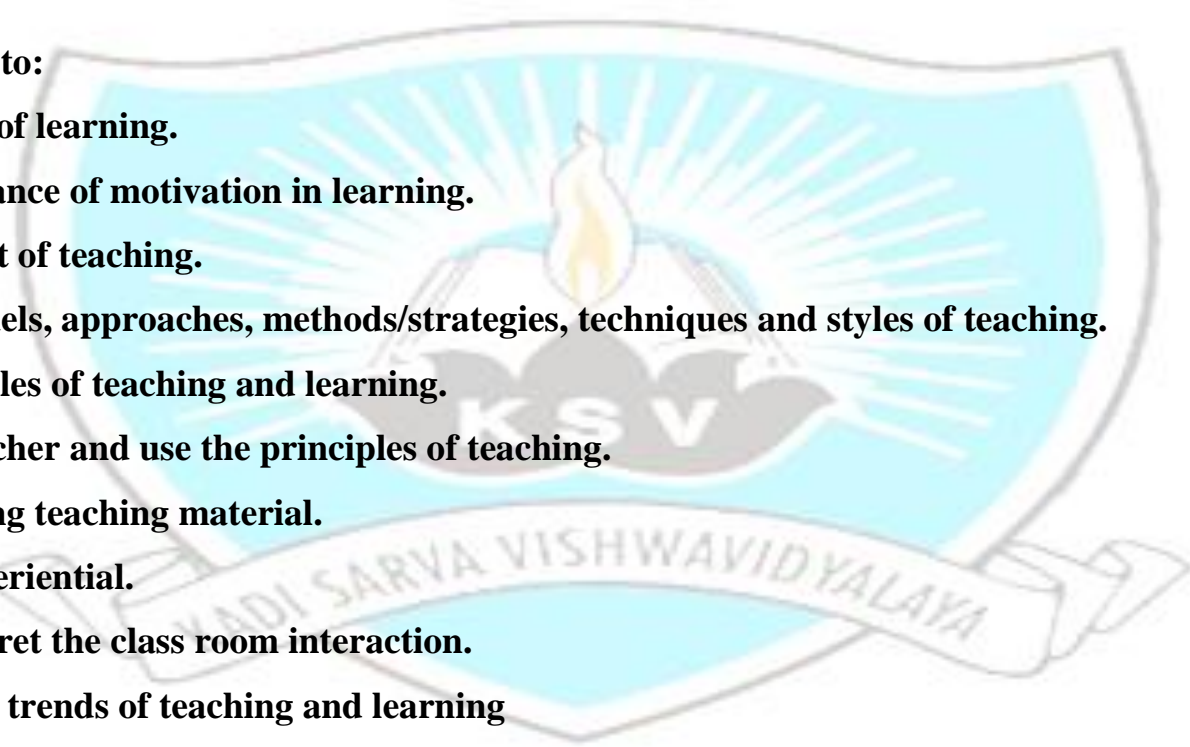 to:
of learning.
ance of motivation in learning.
t of teaching.
els, approaches, methods/strategies, techniques and styles of teaching.
les of teaching and learning.
cher and use the principles of teaching.
KSV
ng teaching material.
eriential.
KADI SARVA VISHWAVIDYALAYA
ret the class room interaction.
trends of teaching and learning